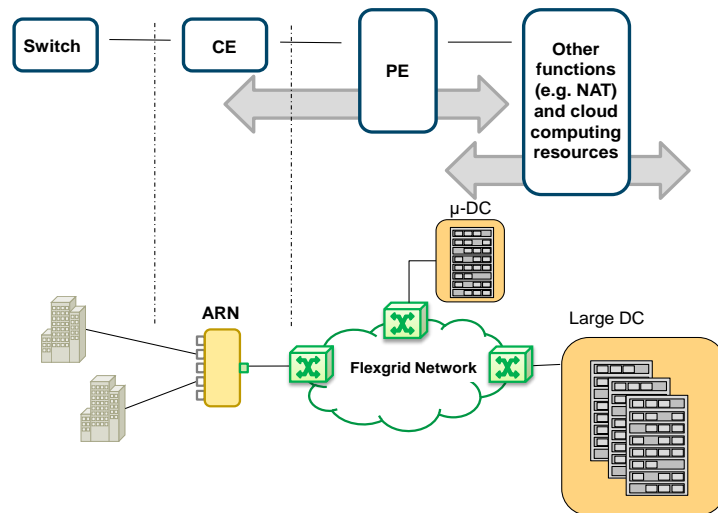 Switch
CE
PE
Other
functions
(e.g. NAT)
and cloud
computing
resources
µ-DC
ARN
Large DC
Flexgrid Network